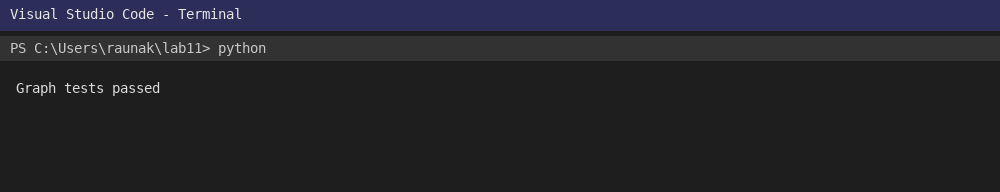 Visual Studio Code - Terminal
PS C:\Users\raunak\lab11> python
Graph tests passed